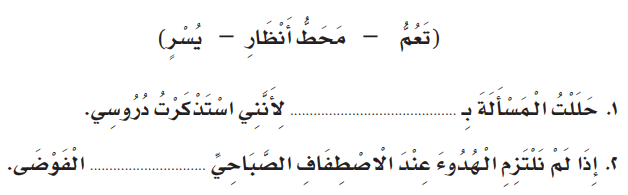 (تَعُمُّ – مَحَطُّ أَنْظَارِ – يُسْرٍ)
١. حَلَلْتُ الْمَسْأَلَةَ بِـ ........................................ لِأَنَّنِي اسْتَذْكَرْتُ دُرُوسِي.
٢. إِذَا لَمْ نَلْتَزِمِ الْهُدُوءَ عِنْدَ الْاصْطِفَافِ الصَّبَاحِيِّ ............................ الْفَوْضَى.